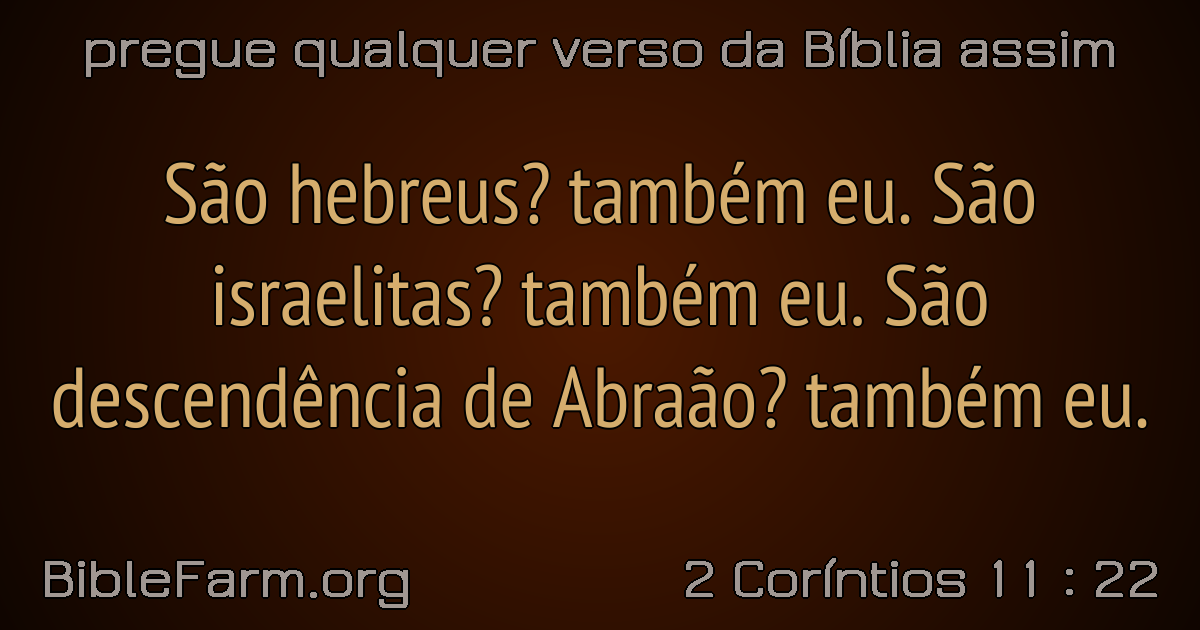 pregue qualquer verso da Bíblia assim
São hebreus? também eu. São
israelitas? também eu. São
descendência de Abraão? também eu.
BibleFarm.org
2 Coríntios 11 : 22